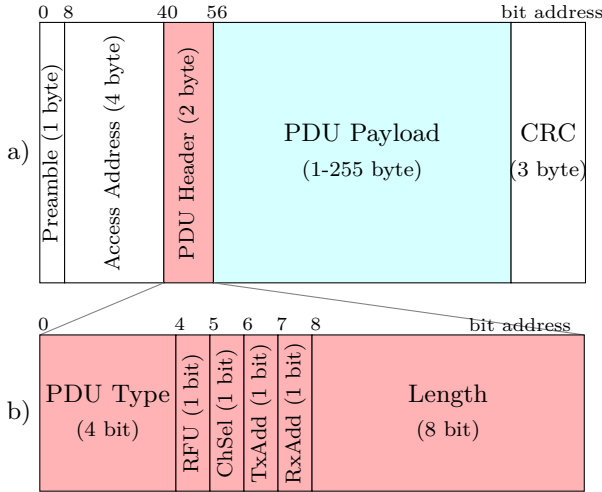 0 8 40 56 bit address
a)
Preamble (1 byte)
Access Address (4 byte)
PDU Header (2 byte)
PDU Payload
(1-255 byte)
CRC
(3 byte)
0 4 5 6 7 8 bit address
b)
PDU Type
(4 bit)
RFU (1 bit)
ChSel (1 bit)
TxAdd (1 bit)
RxAdd (1 bit)
Length
(8 bit)